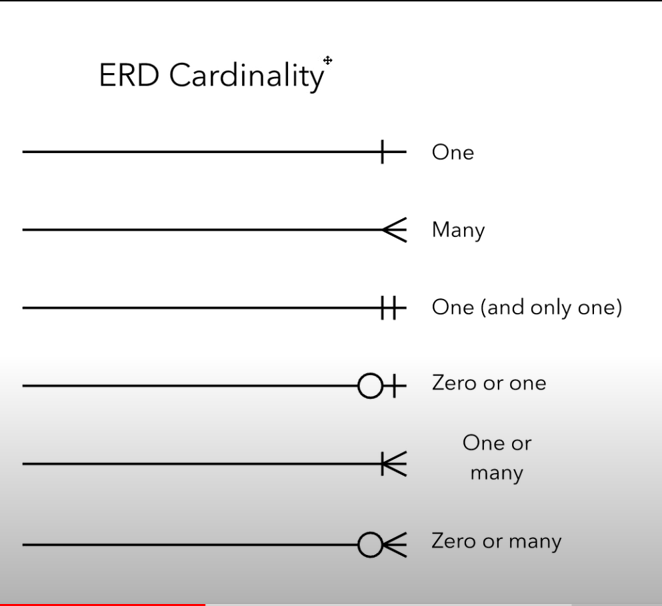 ERD Cardinality
One
Many
One (and only one)
Zero or one
One or
many
Zero or many